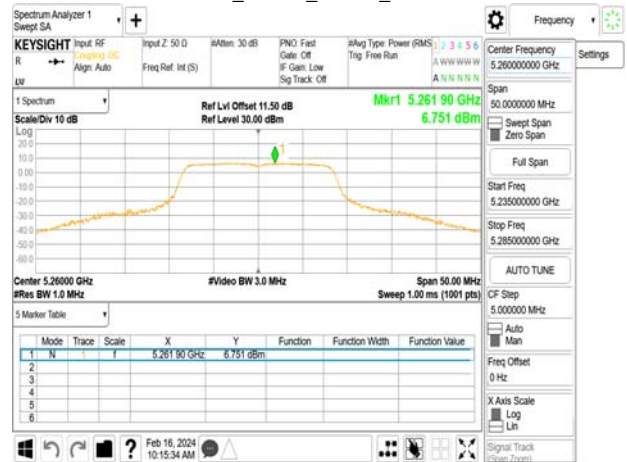 Spectrum Analyzer 1
Swept SA
Frequency
KEYSIGHT
R
Input: RF
Coupling: DC
Align: Auto
Input Z: 50 Ω
Freq Ref: Int (S)
#Atten: 30 dB
PNO: Fast
Gate: Off
IF Gain: Low
Sig Track: Off
#Avg Type: Power (RMS)
Trig: Free Run
1 2 3 4 5 6
A W W W W W
A N N N N N
Center Frequency
5.260000000 GHz
Settings
Span
50.0000000 MHz
Swept Span
Zero Span
Full Span
Start Freq
5.235000000 GHz
Stop Freq
5.285000000 GHz
AUTO TUNE
CF Step
5.000000 MHz
Auto
Man
Freq Offset
0 Hz
X Axis Scale
Log
Lin
Signal Track
(Span Zoom)
1 Spectrum
Scale/Div 10 dB
Ref Lvl Offset 11.50 dB
Ref Level 30.00 dBm
Mkr1 5.261 90 GHz
6.751 dBm
Log
20.0
10.0
0.00
-10.0
-20.0
-30.0
-40.0
-50.0
-60.0
1
Center 5.26000 GHz
#Res BW 1.0 MHz
#Video BW 3.0 MHz
Span 50.00 MHz
Sweep 1.00 ms (1001 pts)
5 Marker Table
Mode Trace Scale X Y Function Function Width Function Value
1 N 1 f 5.261 90 GHz 6.751 dBm
2
3
4
5
6
?
Feb 16, 2024
10:15:34 AM